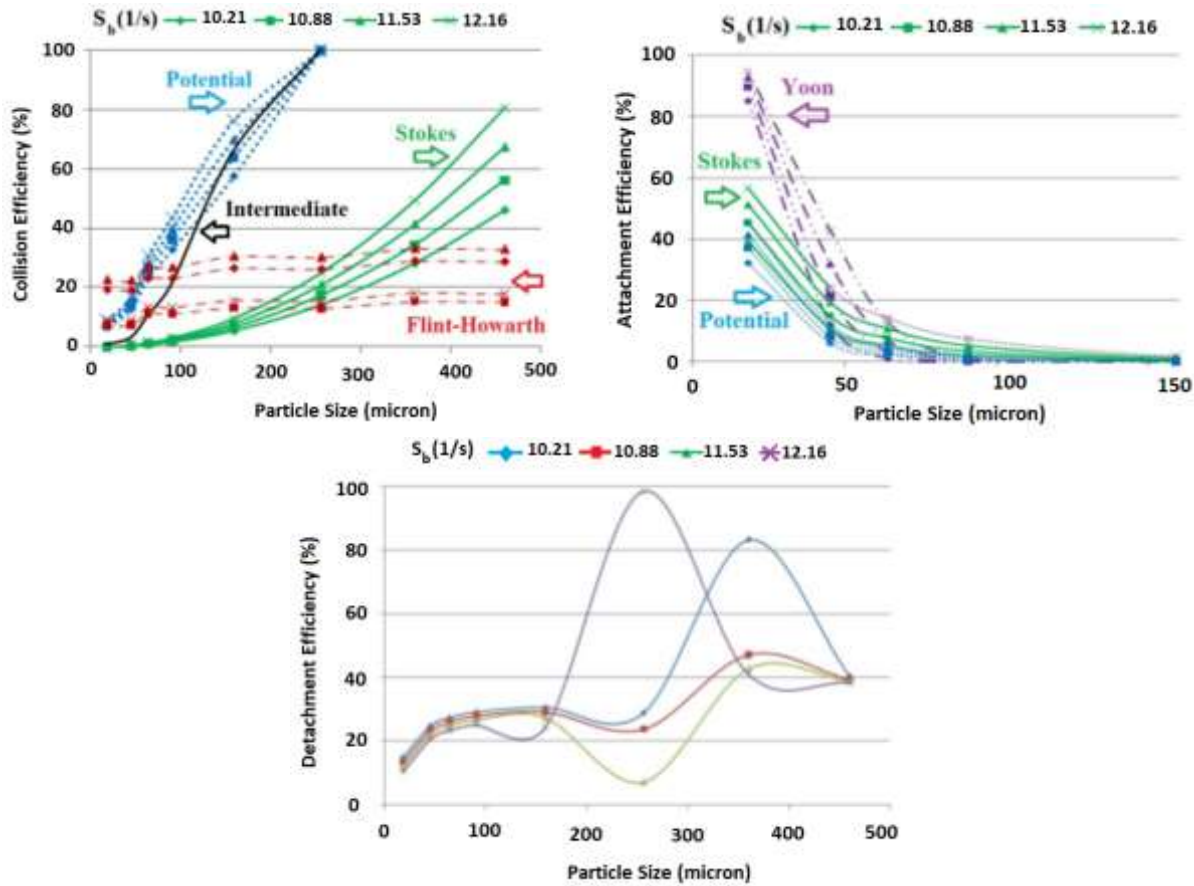 S_b(1/s) 10.21 10.88 11.53 12.16
100
80
60
40
20
0
Collision Efficiency (%)
Potential
Stokes
Intermediate
Flint-Howarth
0 100 200 300 400 500
Particle Size (micron)
S_b(1/s) 10.21 10.88 11.53 12.16
100
80
60
40
20
0
Attachment Efficiency (%)
Yoon
Stokes
Potential
0 50 100 150
Particle Size (micron)
S_b(1/s) 10.21 10.88 11.53 12.16
100
80
60
40
20
0
Detachment Efficiency (%)
0 100 200 300 400 500
Particle Size (micron)